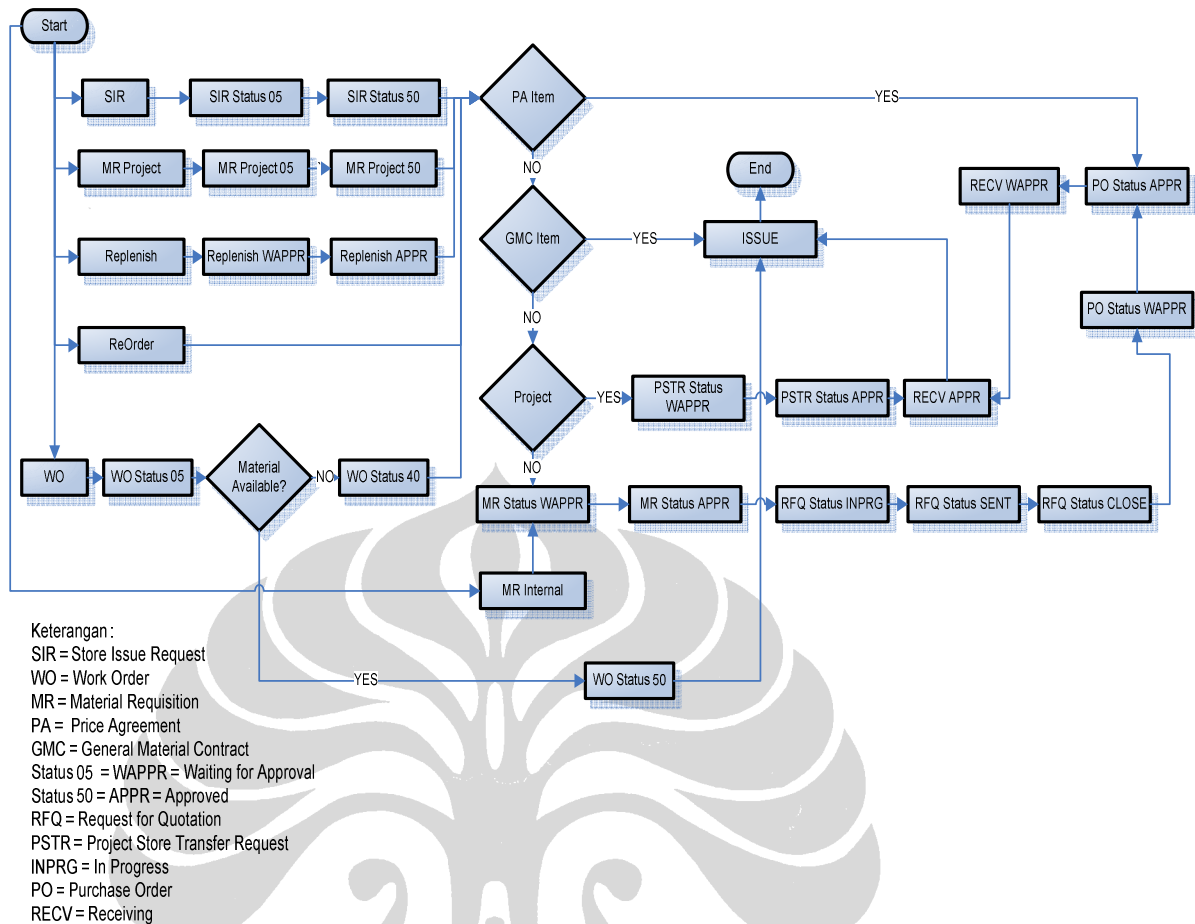 Start
SIR
SIR Status 05
SIR Status 50
PA Item
YES
MR Project
MR Project 05
MR Project 50
NO
End
RECV WAPPR
PO Status APPR
Replenish
Replenish WAPPR
Replenish APPR
GMC Item
YES
ISSUE
NO
PO Status WAPPR
ReOrder
Project
YES
PSTR Status
WAPPR
PSTR Status APPR
RECV APPR
NO
WO
WO Status 05
Material
Available?
NO
WO Status 40
MR Status WAPPR
MR Status APPR
RFQ Status INPRG
RFQ Status SENT
RFQ Status CLOSE
MR Internal
YES
WO Status 50
Keterangan :
SIR = Store Issue Request
WO = Work Order
MR = Material Requisition
PA = Price Agreement
GMC = General Material Contract
Status 05 = WAPPR = Waiting for Approval
Status 50 = APPR = Approved
RFQ = Request for Quotation
PSTR = Project Store Transfer Request
INPRG = In Progress
PO = Purchase Order
RECV = Receiving